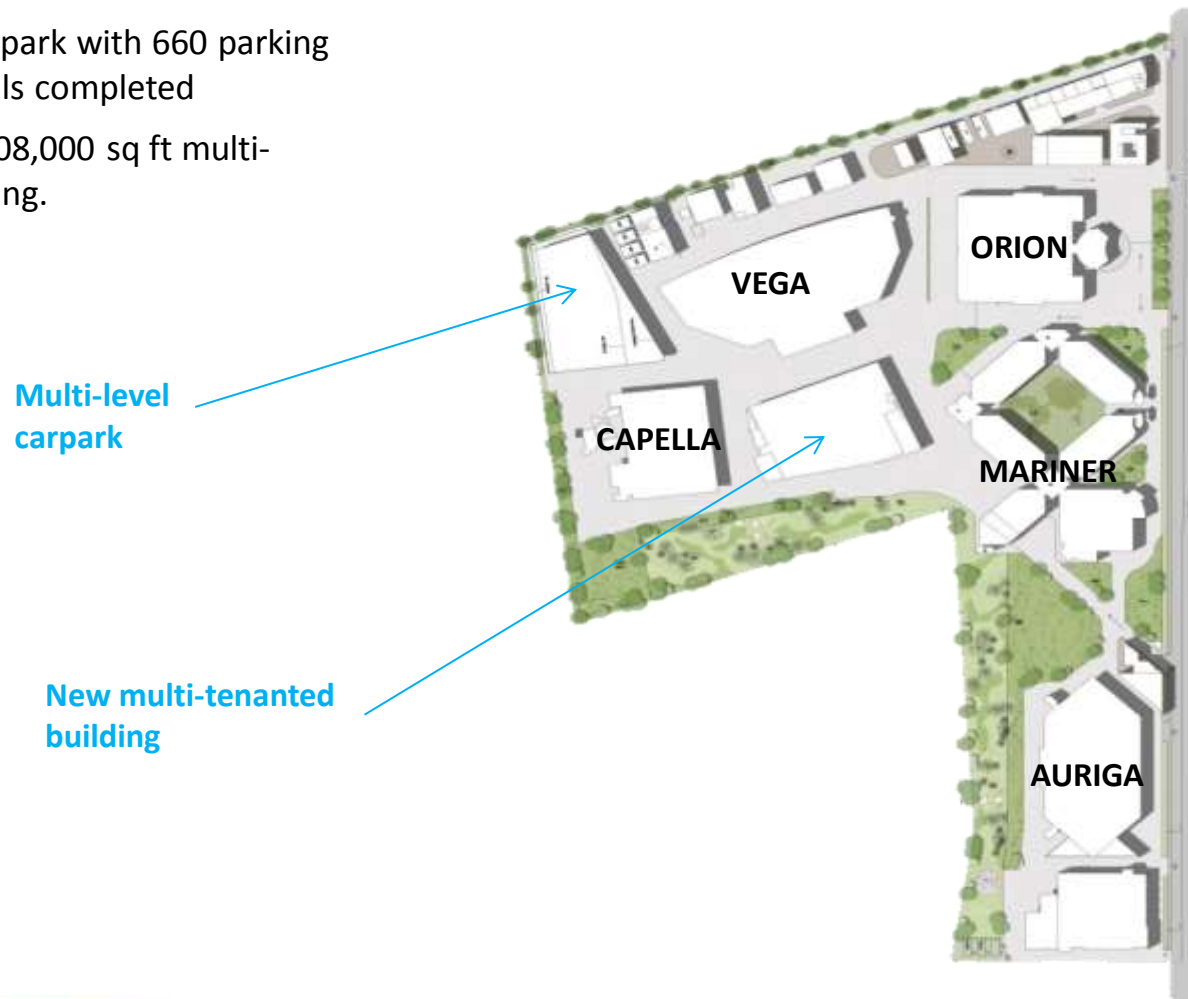 park with 660 parking
ls completed
08,000 sq ft multi-
ng.
ORION
VEGA
Multi-level
carpark
CAPELLA
MARINER
New multi-tenanted
building
AURIGA